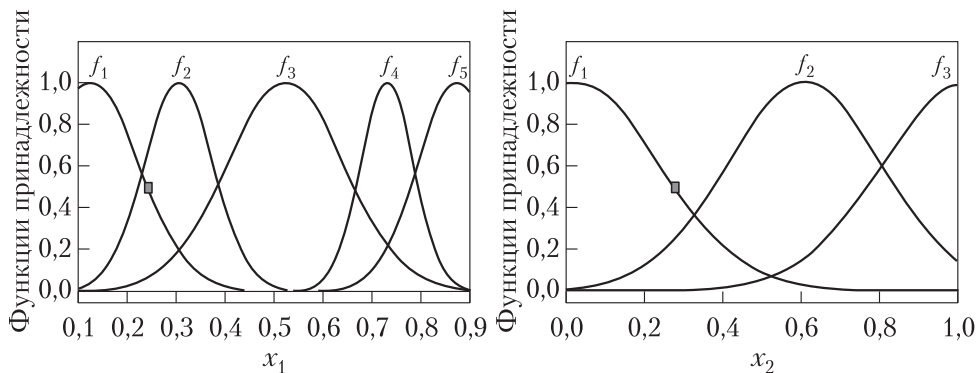 Функции принадлежности
f1 f2 f3 f4 f5
1,0
0,8
0,6
0,4
0,2
0,0
0,1 0,2 0,3 0,4 0,5 0,6 0,7 0,8 0,9
x1
Функции принадлежности
f1 f2 f3
1,0
0,8
0,6
0,4
0,2
0,0
0,0 0,2 0,4 0,6 0,8 1,0
x2